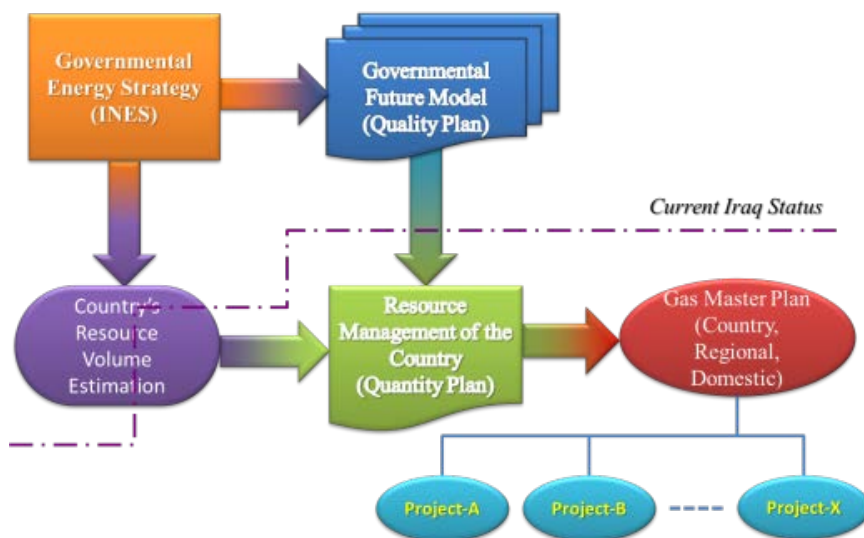 Governmental
Energy Strategy
(INES)
Governmental
Future Model
(Quality Plan)
Current Iraq Status
Country's
Resource
Volume
Estimation
Resource
Management of the
Country
(Quantity Plan)
Gas Master Plan
(Country,
Regional,
Domestic)
Project-A
Project-B
Project-X